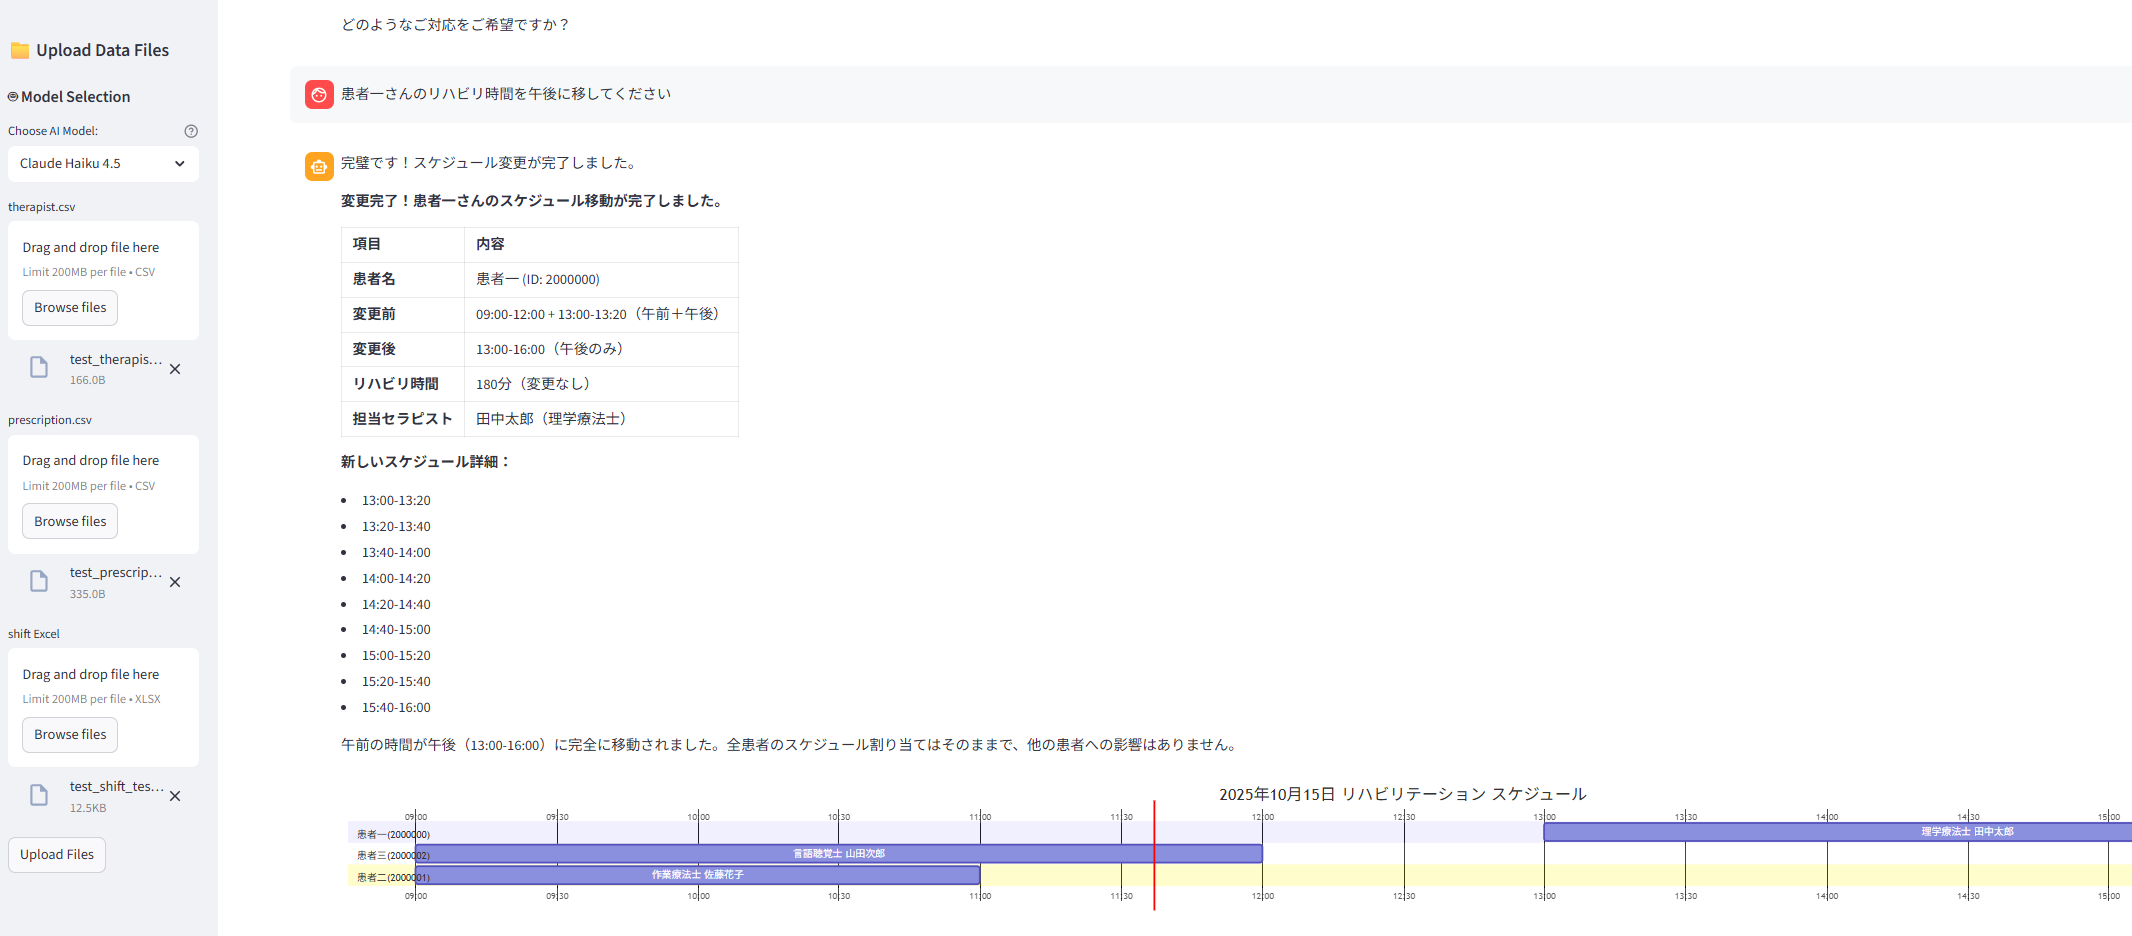 Upload Data Files
Model Selection
Choose AI Model:
Claude Haiku 4.5
therapist.csv
Drag and drop file here
Limit 200MB per file • CSV
Browse files
test_therapis...
166.0B
prescription.csv
Drag and drop file here
Limit 200MB per file • CSV
Browse files
test_prescrip...
335.0B
shift Excel
Drag and drop file here
Limit 200MB per file • XLSX
Browse files
test_shift_tes...
12.5KB
Upload Files
どのようなご対応をご希望ですか？
患者一さんのリハビリ時間を午後に移してください
完璧です！スケジュール変更が完了しました。
変更完了！患者一さんのスケジュール移動が完了しました。
項目 内容
患者名 患者一 (ID: 2000000)
変更前 09:00-12:00 + 13:00-13:20（午前＋午後）
変更後 13:00-16:00（午後のみ）
リハビリ時間 180分（変更なし）
担当セラピスト 田中太郎（理学療法士）
新しいスケジュール詳細：
• 13:00-13:20
• 13:20-13:40
• 13:40-14:00
• 14:00-14:20
• 14:20-14:40
• 14:40-15:00
• 15:00-15:20
• 15:20-15:40
• 15:40-16:00
午前の時間が午後（13:00-16:00）に完全に移動されました。全患者のスケジュール割り当てはそのままで、他の患者への影響はありません。
2025年10月15日 リハビリテーション スケジュール
09:00 09:30 10:00 10:30 11:00 11:30 12:00 12:30 13:00 13:30 14:00 14:30 15:00
患者一(2000000) 理学療法士 田中太郎
患者三(2000002) 言語聴覚士 山田次郎
患者二(2000001) 作業療法士 佐藤花子
09:00 09:30 10:00 10:30 11:00 11:30 12:00 12:30 13:00 13:30 14:00 14:30 15:00